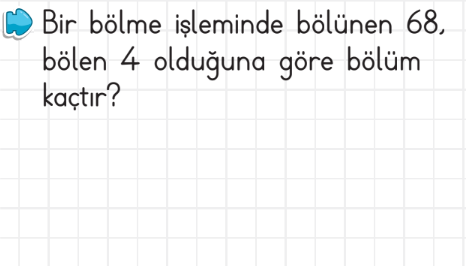 Bir bölme işleminde bölünen 68,
bölen 4 olduğuna göre bölüm
kaçtır?